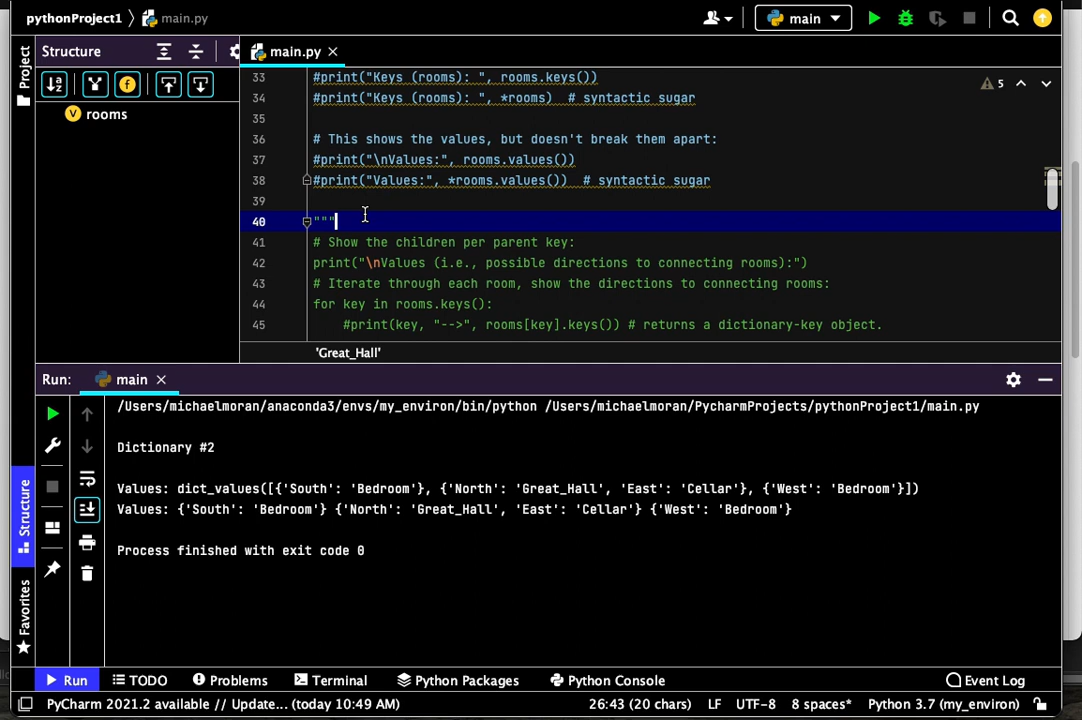 pythonProject1 main.py main
Structure main.py
Project
33 #print("Keys (rooms): ", rooms.keys())
34 #print("Keys (rooms): ", *rooms)  # syntactic sugar
5
rooms
35
36 # This shows the values, but doesn't break them apart:
37 #print("\nValues:", rooms.values())
38 #print("Values:", *rooms.values())  # syntactic sugar
39
40 """
41 # Show the children per parent key:
42 print("\nValues (i.e., possible directions to connecting rooms):")
43 # Iterate through each room, show the directions to connecting rooms:
44 for key in rooms.keys():
45     #print(key, "-->", rooms[key].keys()) # returns a dictionary-key object.
'Great_Hall'
Run: main
/Users/michaelmoran/anaconda3/envs/my_environ/bin/python /Users/michaelmoran/PycharmProjects/pythonProject1/main.py
Dictionary #2
Values: dict_values([{'South': 'Bedroom'}, {'North': 'Great_Hall', 'East': 'Cellar'}, {'West': 'Bedroom'}])
Values: {'South': 'Bedroom'} {'North': 'Great_Hall', 'East': 'Cellar'} {'West': 'Bedroom'}
Process finished with exit code 0
Structure
Favorites
Run TODO Problems Terminal Python Packages Python Console Event Log
PyCharm 2021.2 available // Update... (today 10:49 AM) 26:43 (20 chars) LF UTF-8 8 spaces* Python 3.7 (my_environ)